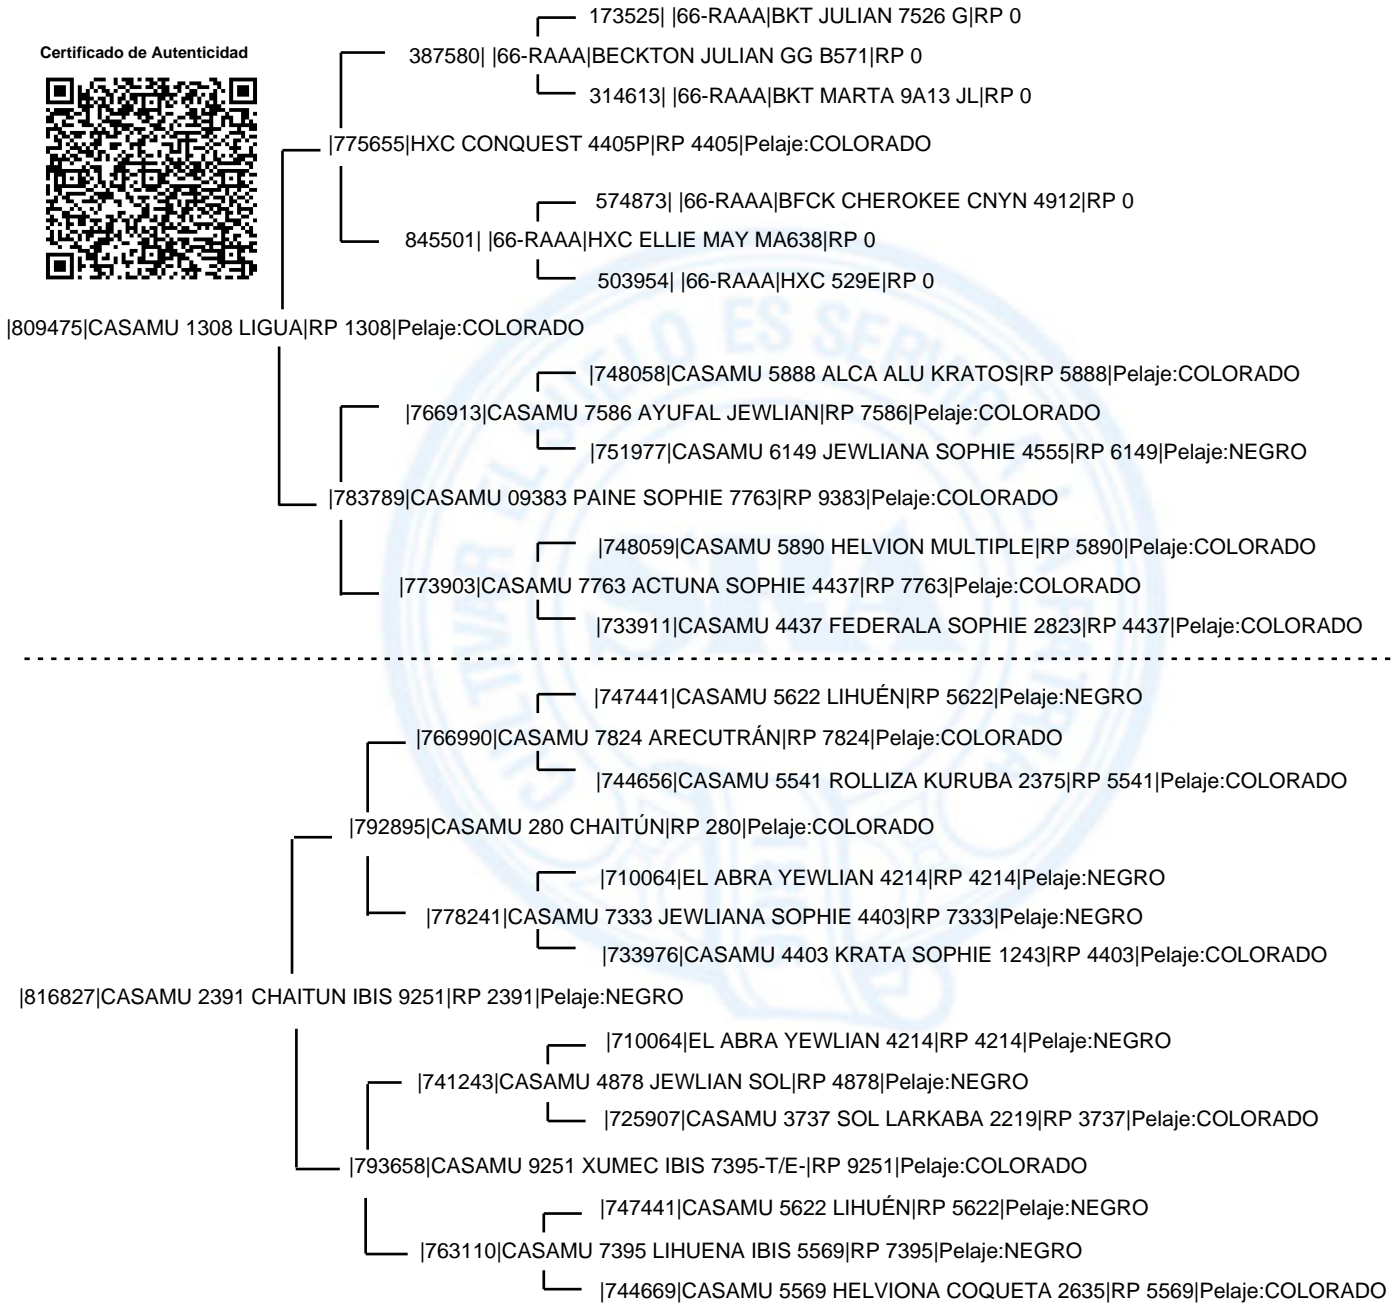 173525| |66-RAAA|BKT JULIAN 7526 G|RP 0
Certificado de Autenticidad
387580| |66-RAAA|BECKTON JULIAN GG B571|RP 0
314613| |66-RAAA|BKT MARTA 9A13 JL|RP 0
|775655|HXC CONQUEST 4405P|RP 4405|Pelaje:COLORADO
574873| |66-RAAA|BFCK CHEROKEE CNYN 4912|RP 0
845501| |66-RAAA|HXC ELLIE MAY MA638|RP 0
503954| |66-RAAA|HXC 529E|RP 0
|809475|CASAMU 1308 LIGUA|RP 1308|Pelaje:COLORADO
|748058|CASAMU 5888 ALCA ALU KRATOS|RP 5888|Pelaje:COLORADO
|766913|CASAMU 7586 AYUFAL JEWLIAN|RP 7586|Pelaje:COLORADO
|751977|CASAMU 6149 JEWLIANA SOPHIE 4555|RP 6149|Pelaje:NEGRO
|783789|CASAMU 09383 PAINE SOPHIE 7763|RP 9383|Pelaje:COLORADO
|748059|CASAMU 5890 HELVION MULTIPLE|RP 5890|Pelaje:COLORADO
|773903|CASAMU 7763 ACTUNA SOPHIE 4437|RP 7763|Pelaje:COLORADO
|733911|CASAMU 4437 FEDERALA SOPHIE 2823|RP 4437|Pelaje:COLORADO
|747441|CASAMU 5622 LIHUÉN|RP 5622|Pelaje:NEGRO
|766990|CASAMU 7824 ARECUTRÁN|RP 7824|Pelaje:COLORADO
|744656|CASAMU 5541 ROLLIZA KURUBA 2375|RP 5541|Pelaje:COLORADO
|792895|CASAMU 280 CHAITÚN|RP 280|Pelaje:COLORADO
|710064|EL ABRA YEWLIAN 4214|RP 4214|Pelaje:NEGRO
|778241|CASAMU 7333 JEWLIANA SOPHIE 4403|RP 7333|Pelaje:NEGRO
|733976|CASAMU 4403 KRATA SOPHIE 1243|RP 4403|Pelaje:COLORADO
|816827|CASAMU 2391 CHAITUN IBIS 9251|RP 2391|Pelaje:NEGRO
|710064|EL ABRA YEWLIAN 4214|RP 4214|Pelaje:NEGRO
|741243|CASAMU 4878 JEWLIAN SOL|RP 4878|Pelaje:NEGRO
|725907|CASAMU 3737 SOL LARKABA 2219|RP 3737|Pelaje:COLORADO
|793658|CASAMU 9251 XUMEC IBIS 7395-T/E-|RP 9251|Pelaje:COLORADO
|747441|CASAMU 5622 LIHUÉN|RP 5622|Pelaje:NEGRO
|763110|CASAMU 7395 LIHUENA IBIS 5569|RP 7395|Pelaje:NEGRO
|744669|CASAMU 5569 HELVIONA COQUETA 2635|RP 5569|Pelaje:COLORADO
CULTIVAR EL SUELO ES SERVIR A LA PATRIA
SRA
1866